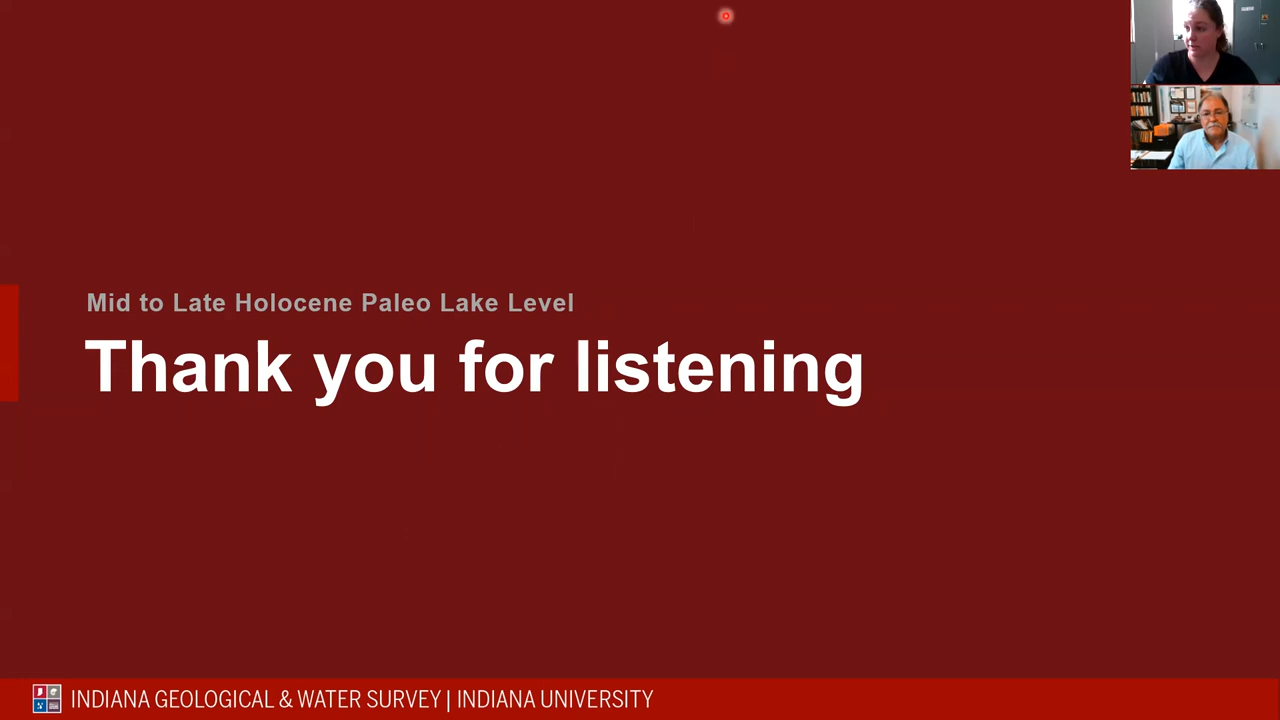 Mid to Late Holocene Paleo Lake Level
Thank you for listening
INDIANA GEOLOGICAL & WATER SURVEY | INDIANA UNIVERSITY